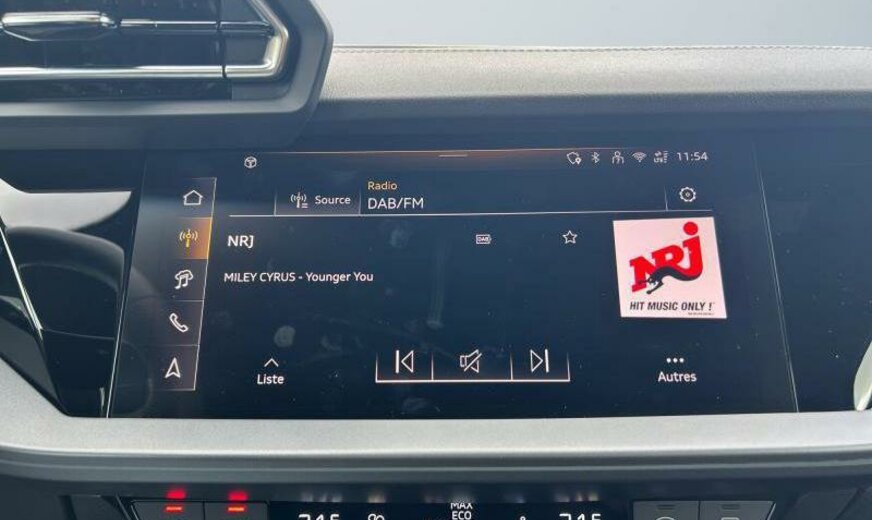 11:54
Source
Radio
DAB/FM
NRJ
DAB
MILEY CYRUS - Younger You
NRJ
HIT MUSIC ONLY !
Liste
Autres
MAX
ECO